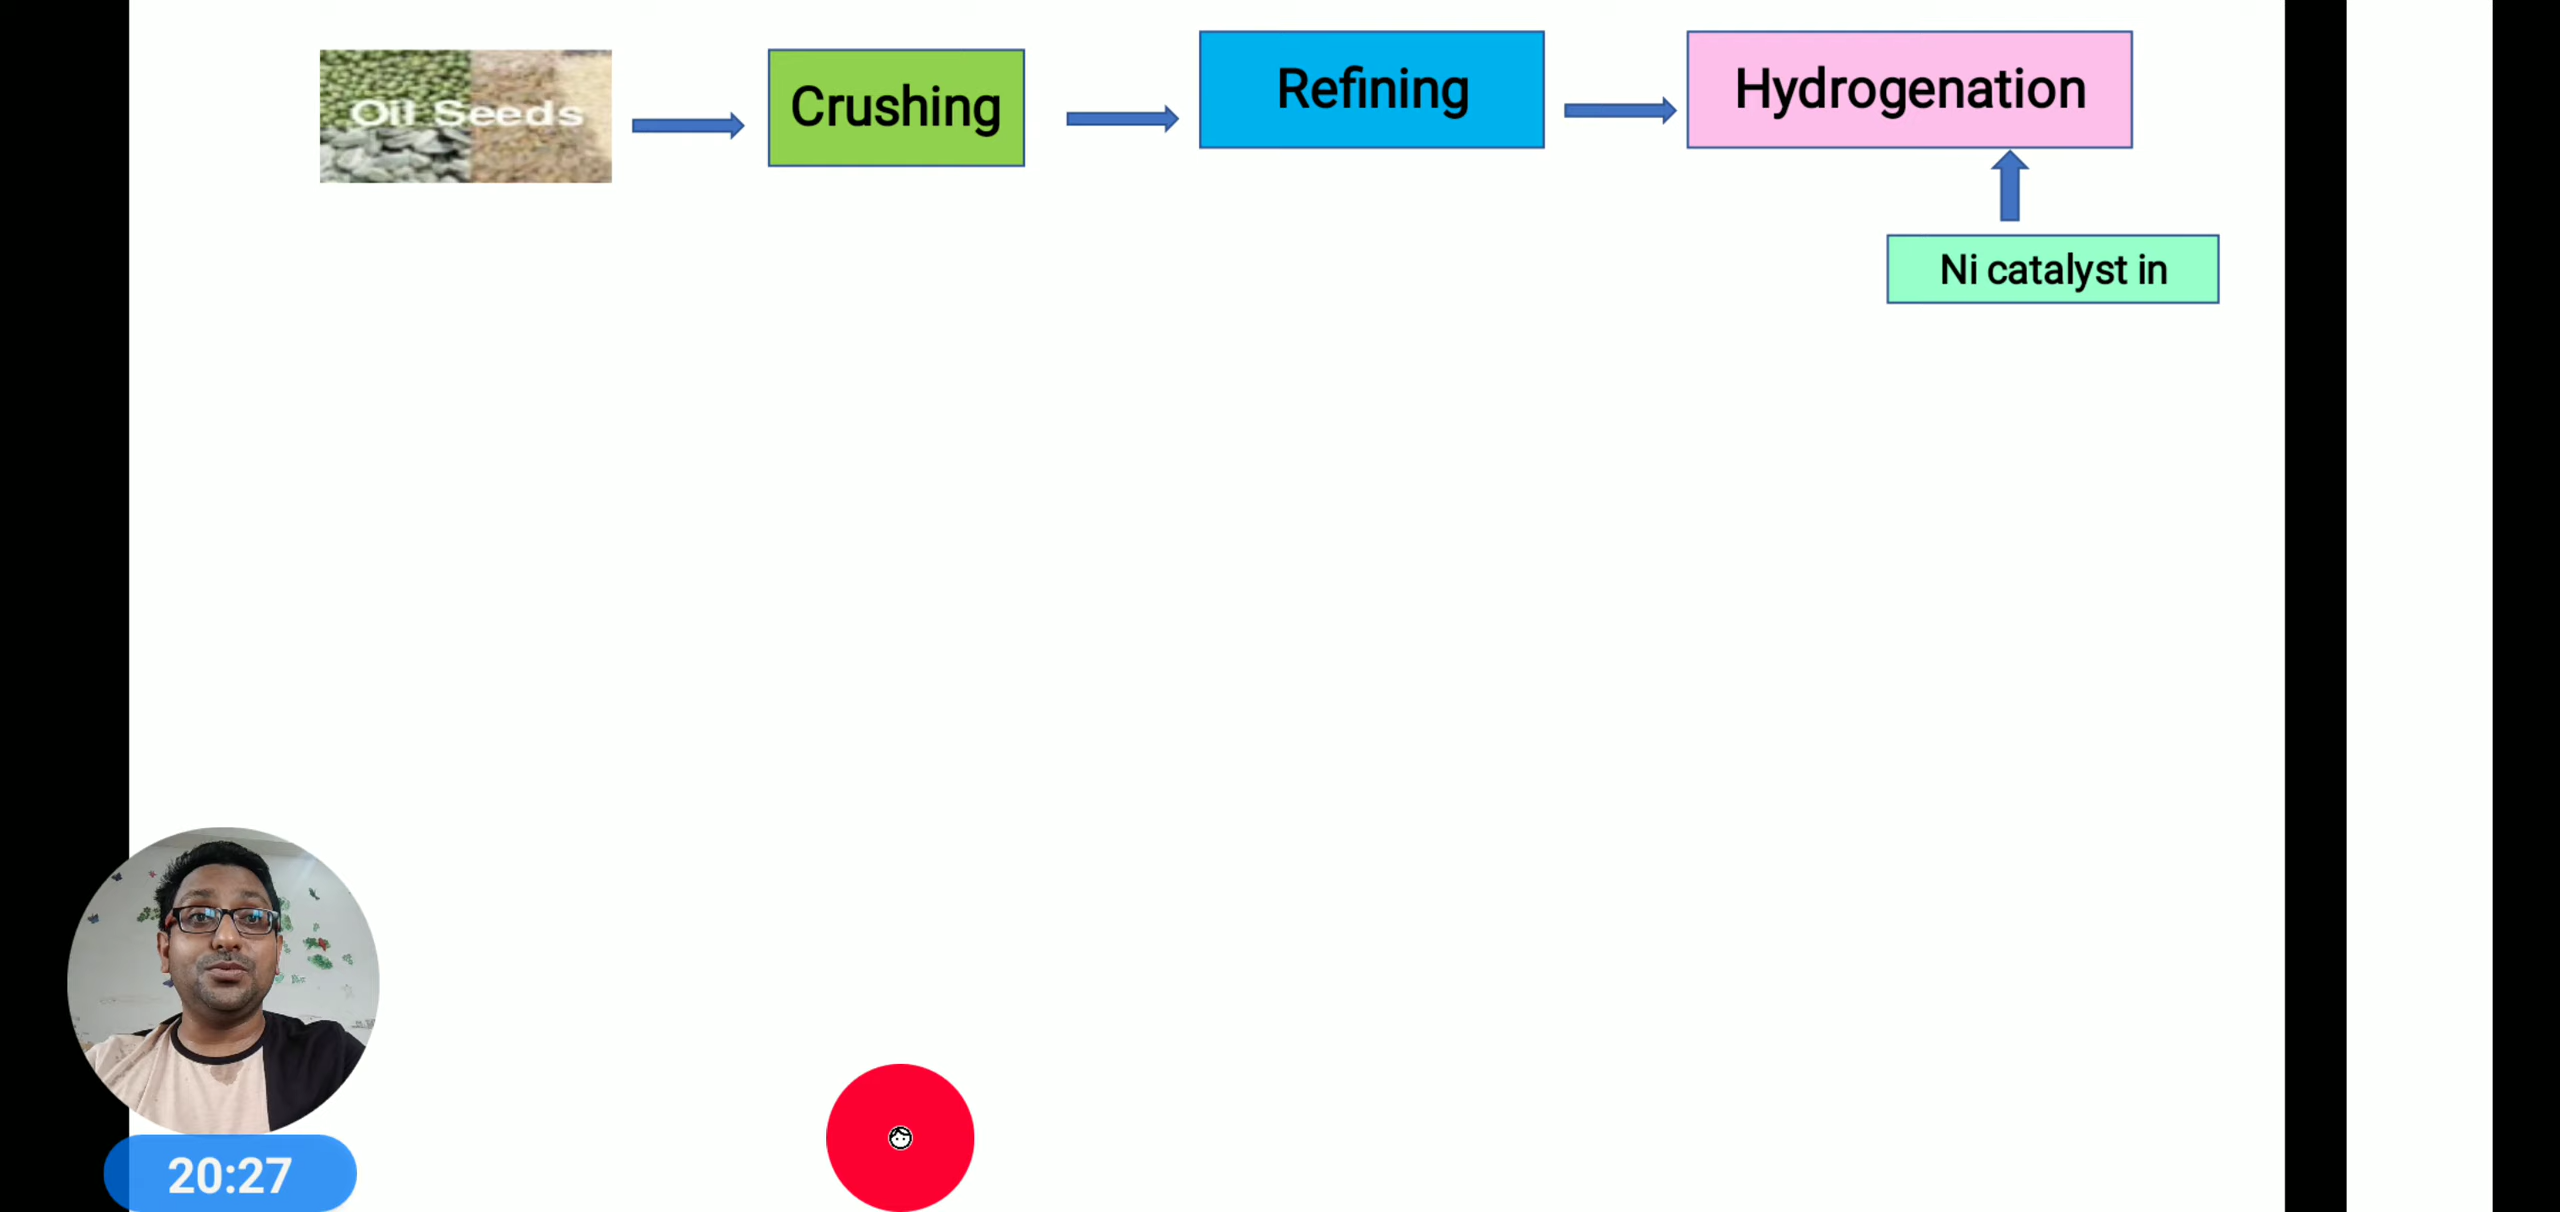 Oil Seeds
Crushing
Refining
Hydrogenation
Ni catalyst in
20:27